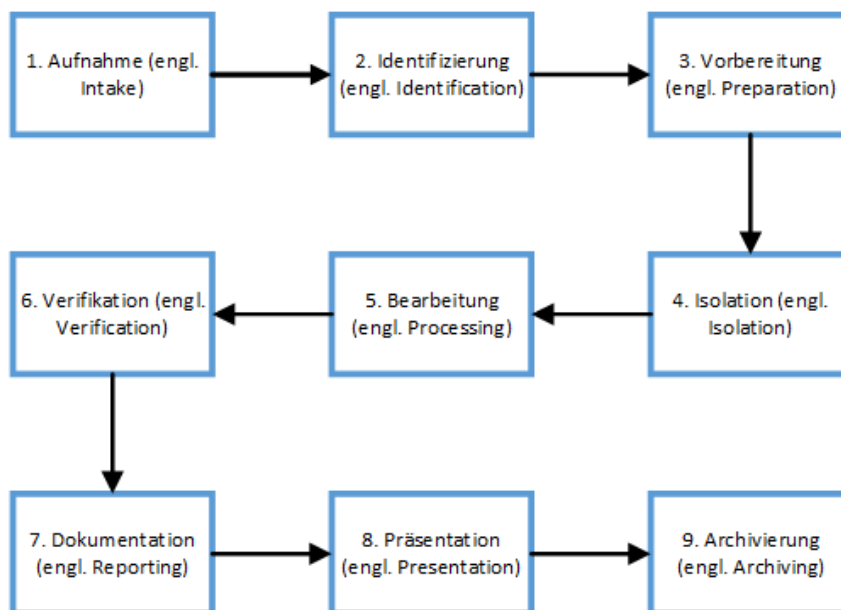 1. Aufnahme (engl.
Intake)
2. Identifizierung
(engl. Identification)
3. Vorbereitung
(engl. Preparation)
4. Isolation (engl.
Isolation)
5. Bearbeitung
(engl. Processing)
6. Verifikation (engl.
Verification)
7. Dokumentation
(engl. Reporting)
8. Präsentation
(engl. Presentation)
9. Archivierung
(engl. Archiving)